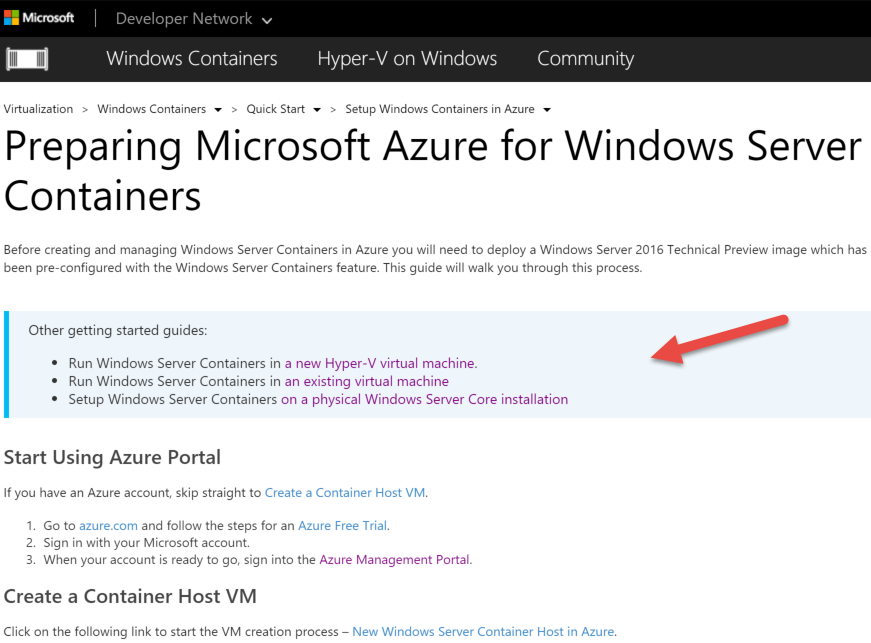 Microsoft | Developer Network
Windows Containers Hyper-V on Windows Community
Virtualization > Windows Containers > Quick Start > Setup Windows Containers in Azure
Preparing Microsoft Azure for Windows Server
Containers
Before creating and managing Windows Server Containers in Azure you will need to deploy a Windows Server 2016 Technical Preview image which has
been pre-configured with the Windows Server Containers feature. This guide will walk you through this process.
Other getting started guides:
• Run Windows Server Containers in a new Hyper-V virtual machine.
• Run Windows Server Containers in an existing virtual machine
• Setup Windows Server Containers on a physical Windows Server Core installation
Start Using Azure Portal
If you have an Azure account, skip straight to Create a Container Host VM.
1. Go to azure.com and follow the steps for an Azure Free Trial.
2. Sign in with your Microsoft account.
3. When your account is ready to go, sign into the Azure Management Portal.
Create a Container Host VM
Click on the following link to start the VM creation process – New Windows Server Container Host in Azure.